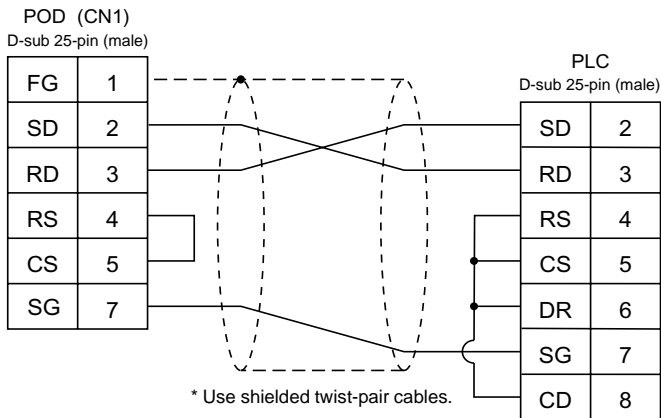 POD (CN1)
D-sub 25-pin (male)
FG 1
SD 2
RD 3
RS 4
CS 5
SG 7
PLC
D-sub 25-pin (male)
SD 2
RD 3
RS 4
CS 5
DR 6
SG 7
CD 8
* Use shielded twist-pair cables.